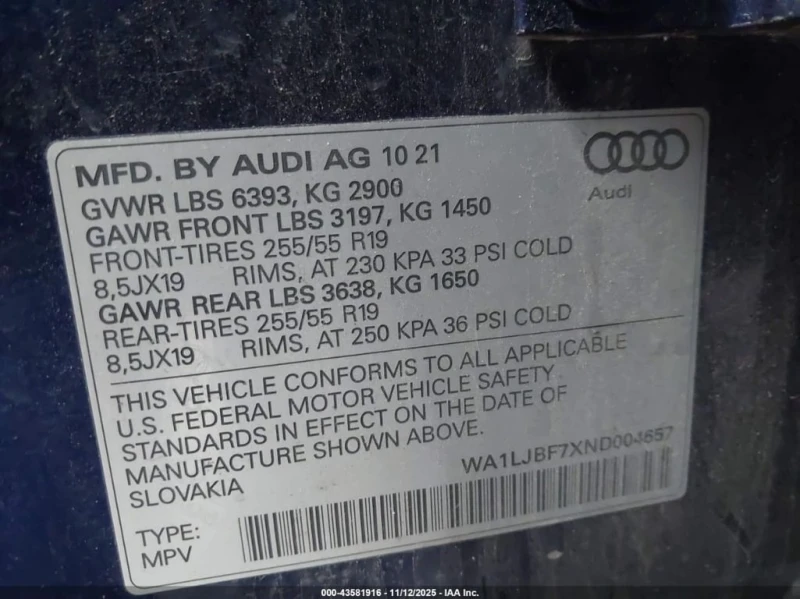 MFD. BY AUDI AG 10 21
Audi
GVWR LBS 6393, KG 2900
GAWR FRONT LBS 3197, KG 1450
FRONT-TIRES 255/55 R19
8,5JX19 RIMS, AT 230 KPA 33 PSI COLD
GAWR REAR LBS 3638, KG 1650
REAR-TIRES 255/55 R19
8,5JX19 RIMS, AT 250 KPA 36 PSI COLD
THIS VEHICLE CONFORMS TO ALL APPLICABLE
U.S. FEDERAL MOTOR VEHICLE SAFETY
STANDARDS IN EFFECT ON THE DATE OF
MANUFACTURE SHOWN ABOVE.
SLOVAKIA
WA1LJBF7XND004657
TYPE:
MPV
000-43581916 - 11/12/2025 - IAA Inc.